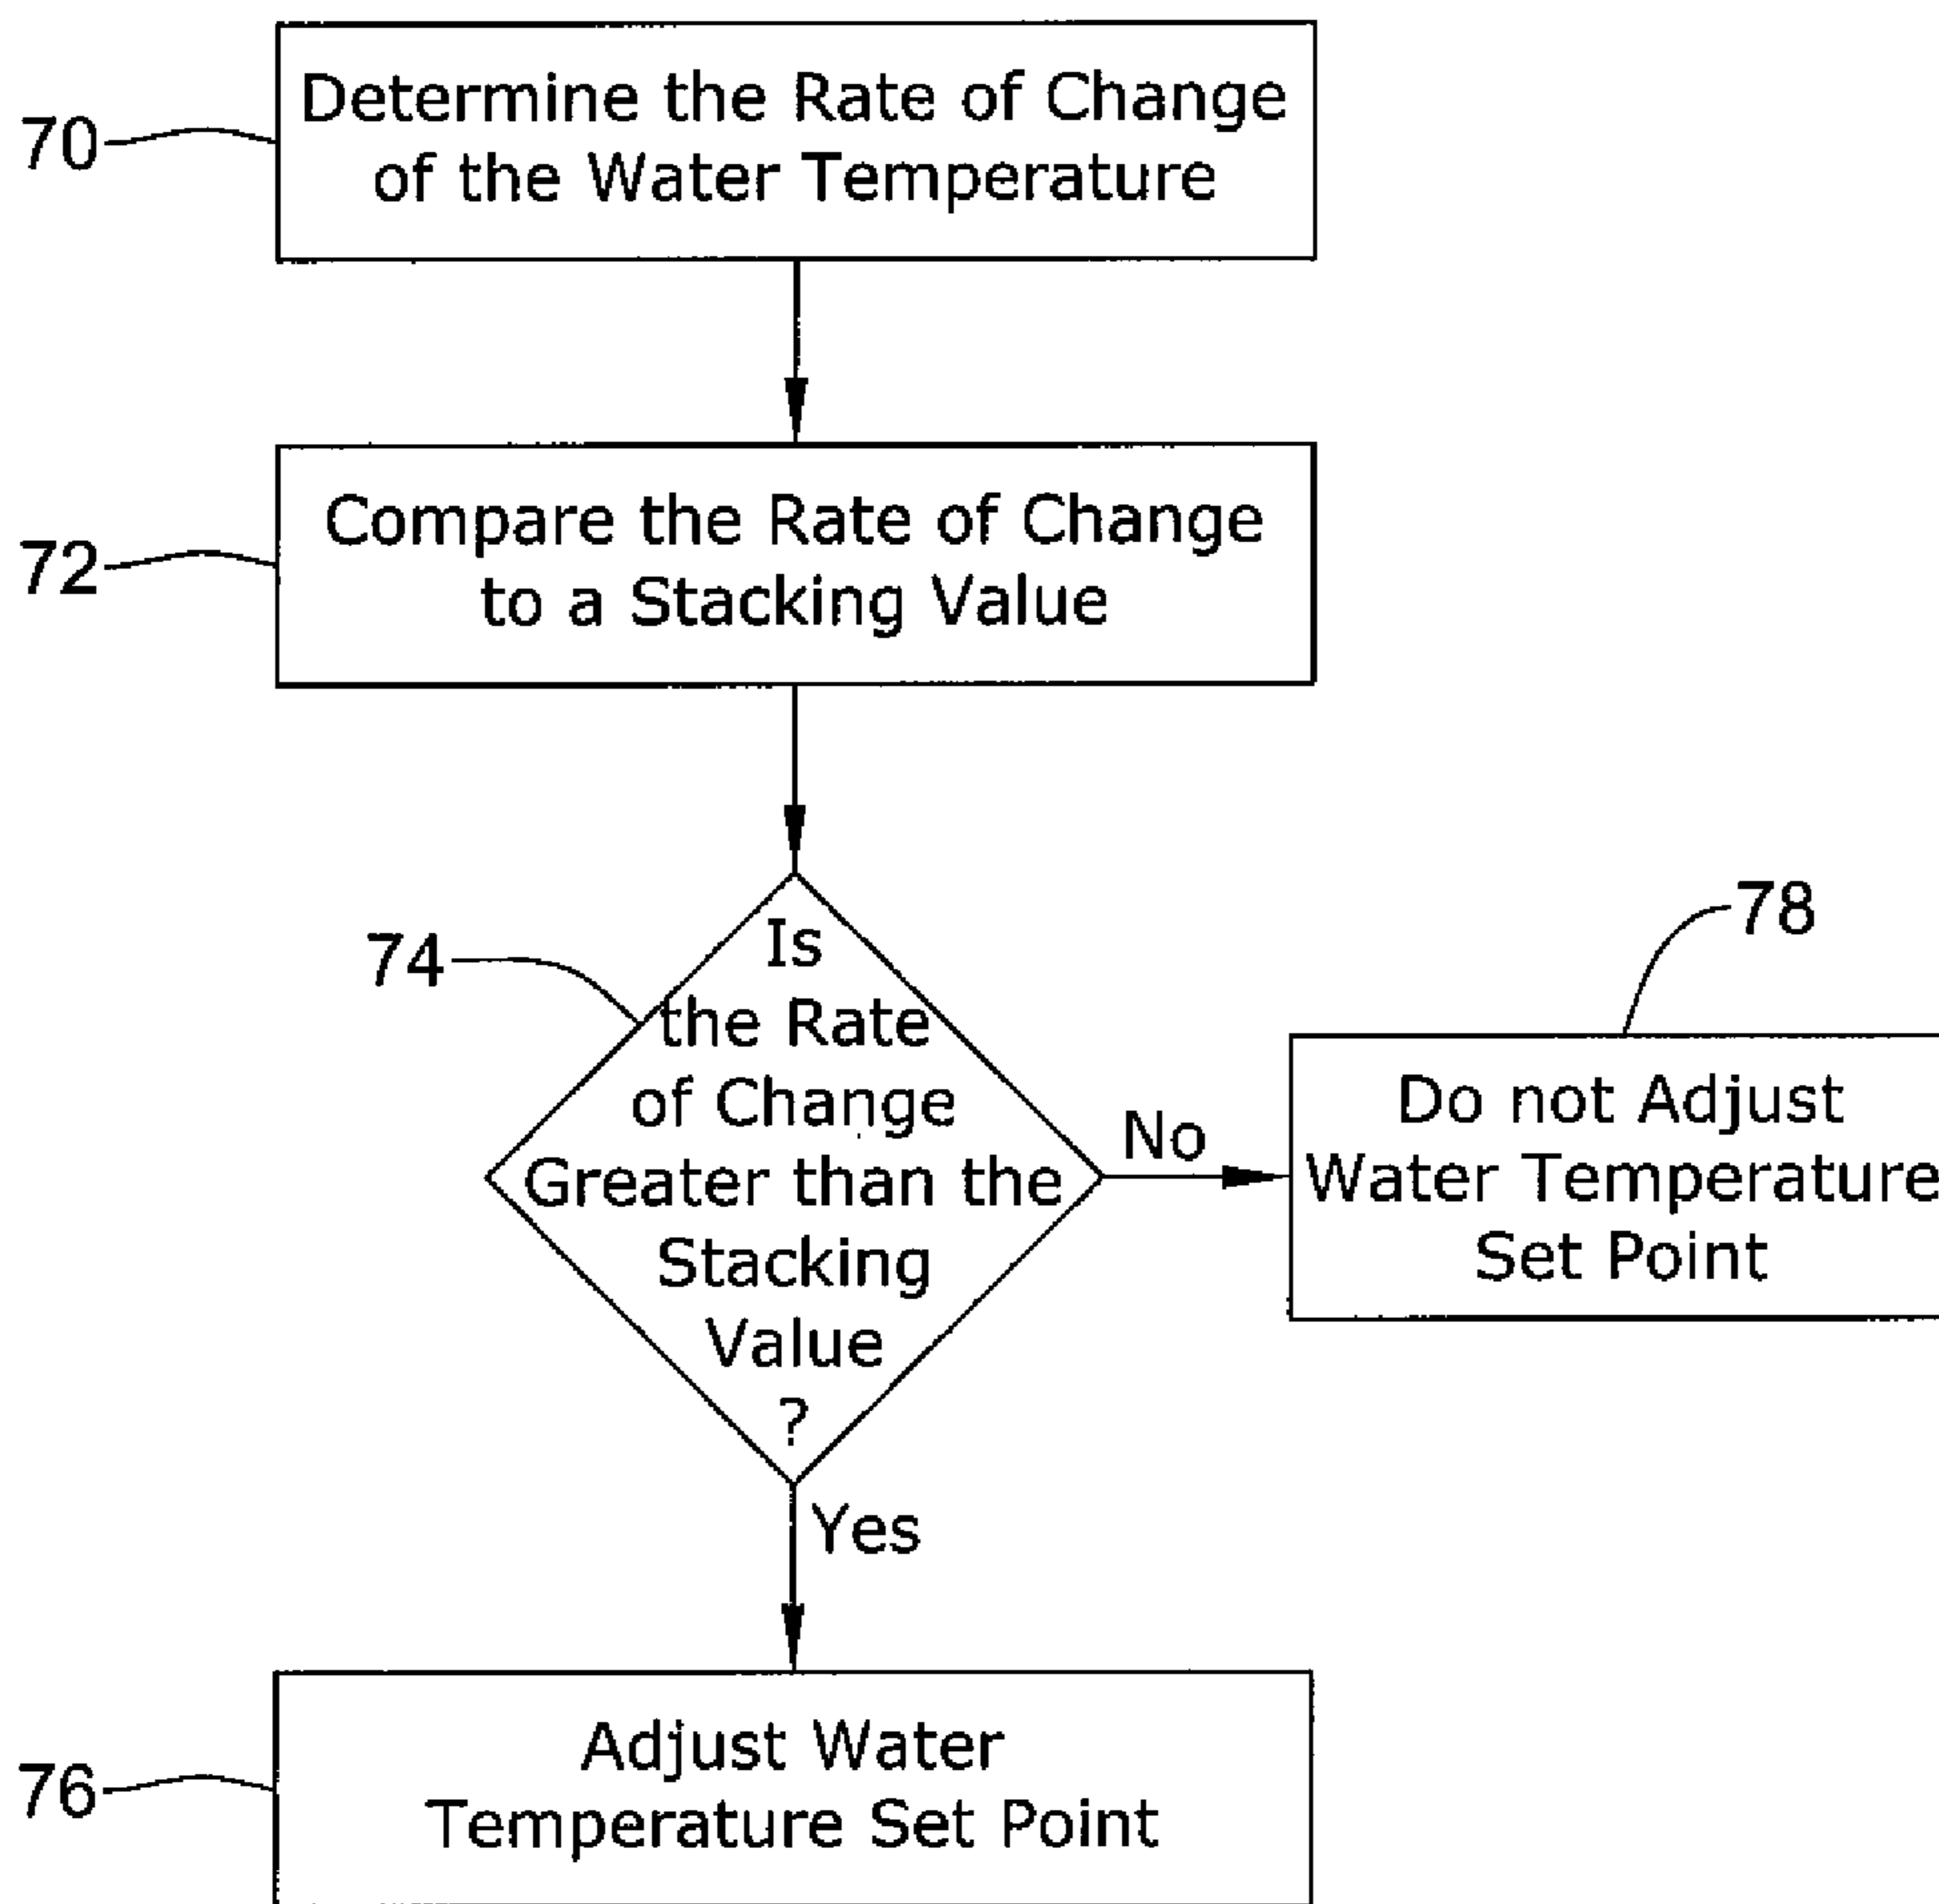 70
Determine the Rate of Change
of the Water Temperature
72
Compare the Rate of Change
to a Stacking Value
74
Is
the Rate
of Change
Greater than the
Stacking
Value
?
No
78
Do not Adjust
Water Temperature
Set Point
Yes
76
Adjust Water
Temperature Set Point